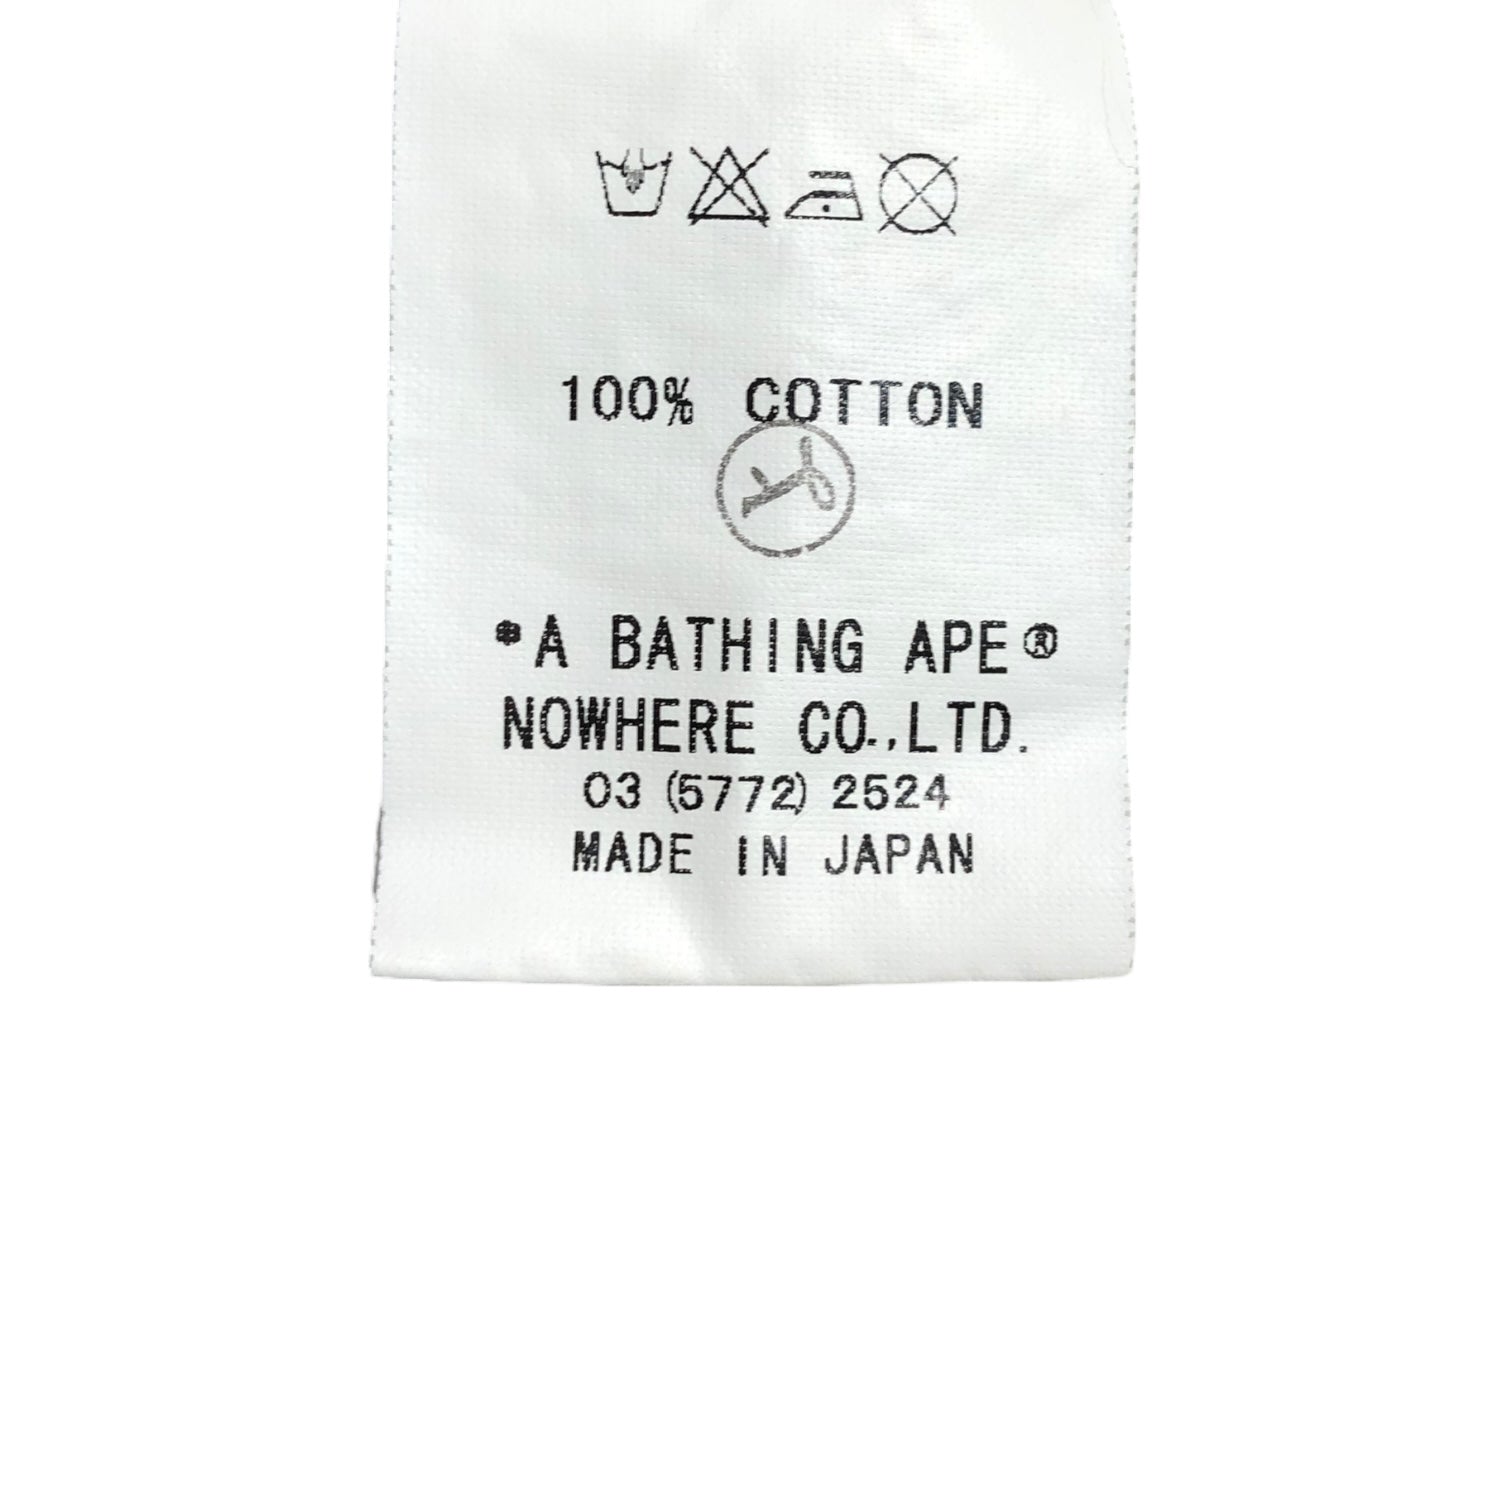 100% COTTON
*A BATHING APE®
NOWHERE CO.,LTD.
03 (5772) 2524
MADE IN JAPAN